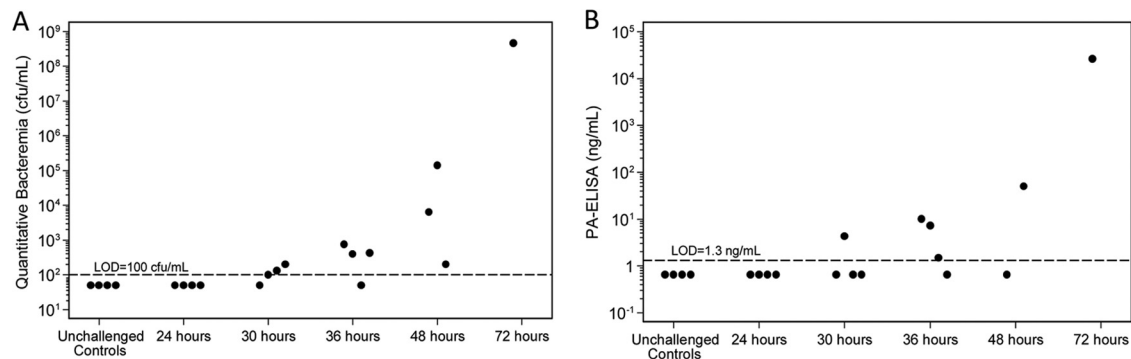 A
Quantitative Bacteremia (cfu/mL)
10⁹
10⁸
10⁷
10⁶
10⁵
10⁴
10³
10²
10¹
LOD=100 cfu/mL
Unchallenged Controls
24 hours
30 hours
36 hours
48 hours
72 hours
B
PA-ELISA (ng/mL)
10⁵
10⁴
10³
10²
10¹
1
10⁻¹
LOD=1.3 ng/mL
Unchallenged Controls
24 hours
30 hours
36 hours
48 hours
72 hours